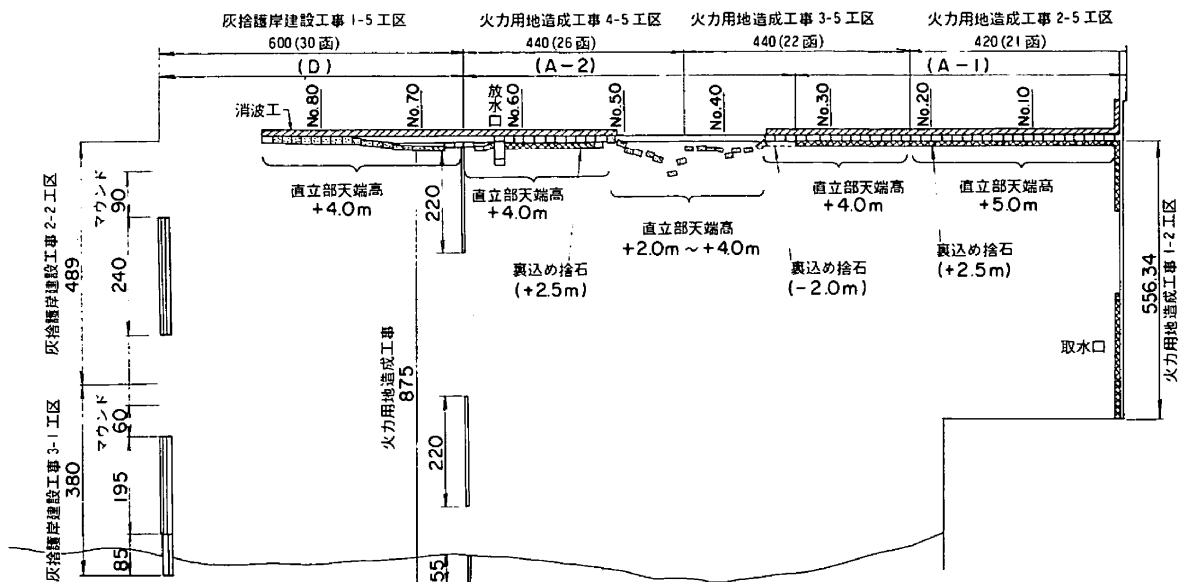 灰捨護岸建設工事 1-5 工区
火力用地造成工事 4-5 工区
火力用地造成工事 3-5 工区
火力用地造成工事 2-5 工区
600(30函)
440(26函)
440(22函)
420(21函)
(D)
(A-2)
(A-1)
No.80
No.70
放水口
No.60
No.50
No.40
No.30
No.20
No.10
消波工
直立部天端高
+4.0m
220
直立部天端高
+4.0m
直立部天端高
+2.0m～+4.0m
直立部天端高
+4.0m
直立部天端高
+5.0m
裏込め捨石
(+2.5m)
裏込め捨石
(-2.0m)
裏込め捨石
(+2.5m)
灰捨護岸建設工事 2-2 工区
489
マウンド
90
240
灰捨護岸建設工事 3-1 工区
380
マウンド
60
195
85
火力用地造成工事
875
220
55
取水口
556.34
火力用地造成工事 1-2 工区